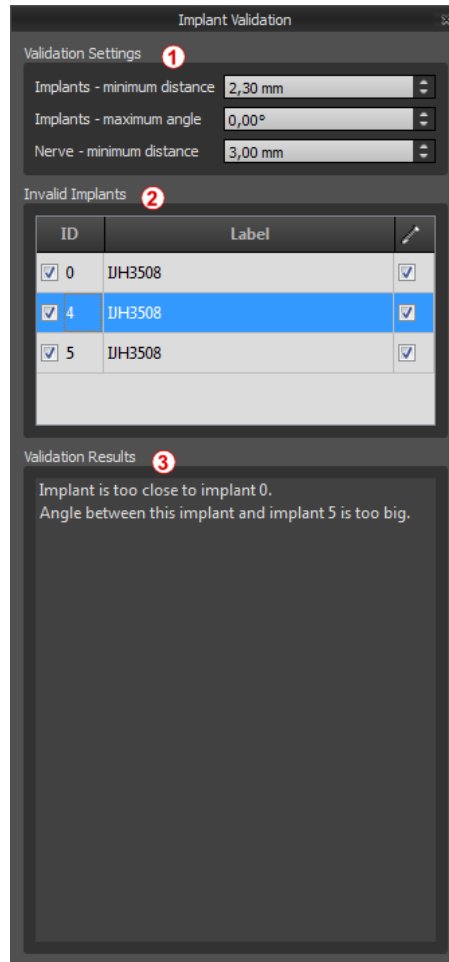 Implant Validation
Validation Settings 1
Implants - minimum distance 2,30 mm
Implants - maximum angle 0,00°
Nerve - minimum distance 3,00 mm
Invalid Implants 2
ID Label
0 IJH3508
4 IJH3508
5 IJH3508
Validation Results 3
Implant is too close to implant 0.
Angle between this implant and implant 5 is too big.